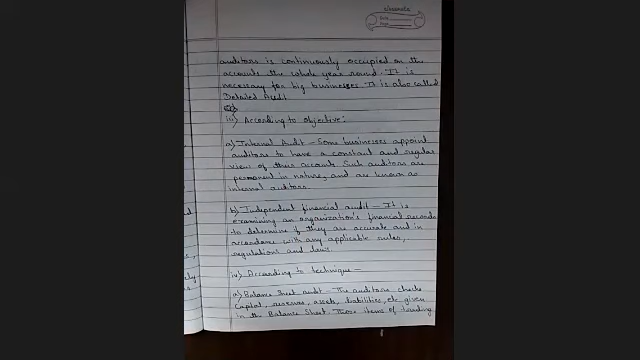 auditors is continuously occupied on the
accounts the whole year round. It is
necessary for big businesses. It is also called
Detailed Audit
iii) According to objective:
a) Internal Audit - Some businesses appoint
auditors to have a constant and regular
view of their accounts. Such auditors are
permanent in nature, and are known as
internal auditors.
b) Independent financial audit - It is
examining an organization's financial records
to determine if they are accurate and in
accordance with any applicable rules,
regulations and laws.
iv) According to technique -
a) Balance Sheet audit - The auditors checks
Capital, reserves, assets, liabilities, etc given
in the Balance Sheet. Those items of trading